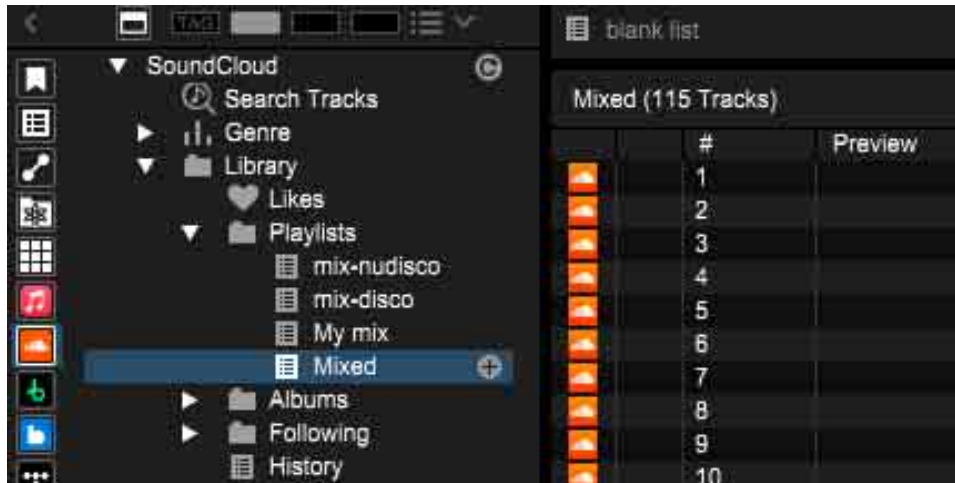 TAG
blank list
SoundCloud
Search Tracks
Genre
Library
Likes
Playlists
mix-nudisco
mix-disco
My mix
Mixed
Albums
Following
History
Mixed (115 Tracks)
# Preview
1
2
3
4
5
6
7
8
9
10